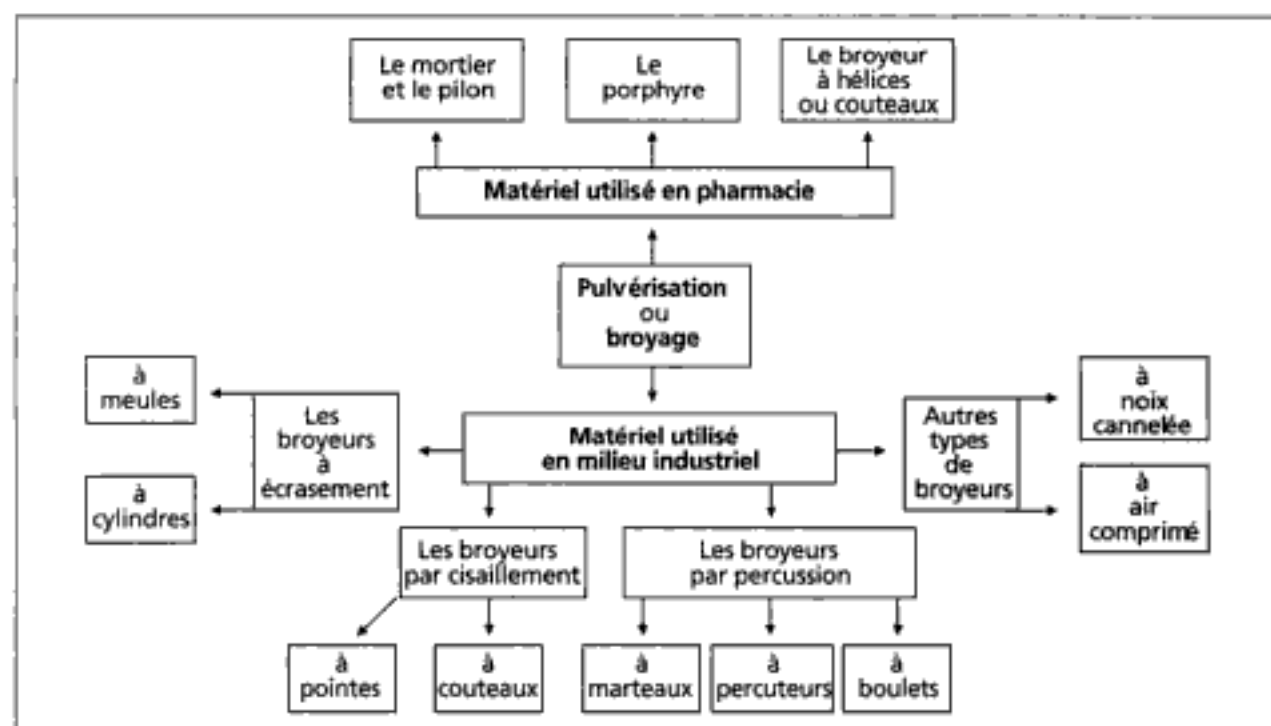 Le mortier
et le pilon
Le
porphyre
Le broyeur
à hélices
ou couteaux
Matériel utilisé en pharmacie
Pulvérisation
ou
broyage
à
meules
Les
broyeurs
à
écrasement
à
cylindres
Matériel utilisé
en milieu industriel
Autres
types
de
broyeurs
à
noix
cannelée
à
air
comprimé
Les broyeurs
par cisaillement
Les broyeurs
par percussion
à
pointes
à
couteaux
à
marteaux
à
percuteurs
à
boulets